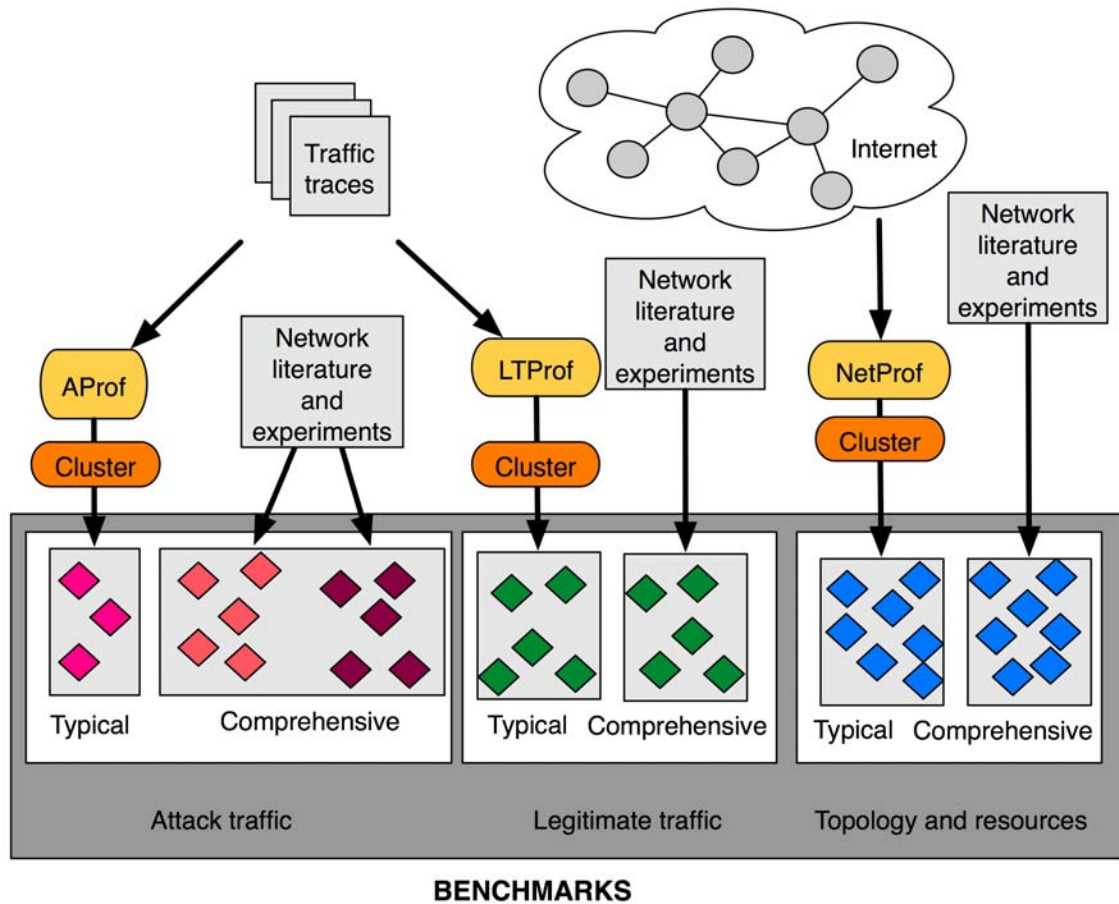 Traffic
traces
Internet
Network
literature
and
experiments
Network
literature
and
experiments
Network
literature
and
experiments
AProf
LTProf
NetProf
Cluster
Cluster
Cluster
Typical
Comprehensive
Typical
Comprehensive
Typical
Comprehensive
Attack traffic
Legitimate traffic
Topology and resources
BENCHMARKS